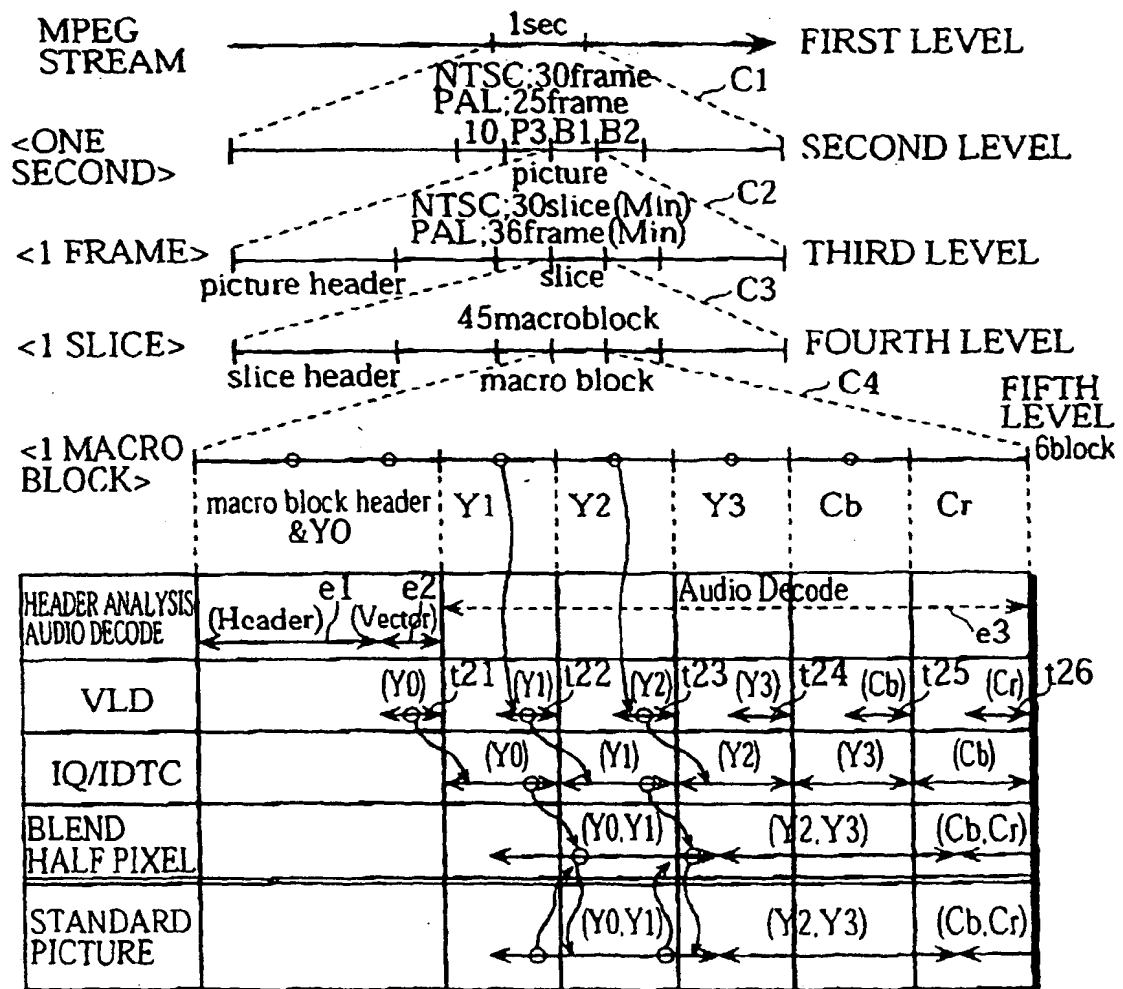 MPEG STREAM
1sec
FIRST LEVEL
NTSC;30frame
PAL;25frame
C1
<ONE SECOND>
10 P3 B1 B2
SECOND LEVEL
picture
C2
NTSC;30slice(Min)
PAL;36frame(Min)
<1 FRAME>
THIRD LEVEL
picture header
slice
C3
45macroblock
<1 SLICE>
FOURTH LEVEL
slice header
macro block
C4
FIFTH LEVEL
<1 MACRO BLOCK>
6block
macro block header &Y0
Y1
Y2
Y3
Cb
Cr
HEADER ANALYSIS AUDIO DECODE
(Header)
e1
(Vector)
e2
Audio Decode
e3
VLD
(Y0)
t21
(Y1)
t22
(Y2)
t23
(Y3)
t24
(Cb)
t25
(Cr)
t26
IQ/IDTC
(Y0)
(Y1)
(Y2)
(Y3)
(Cb)
BLEND HALF PIXEL
(Y0,Y1)
(Y2,Y3)
(Cb,Cr)
STANDARD PICTURE
(Y0,Y1)
(Y2,Y3)
(Cb,Cr)